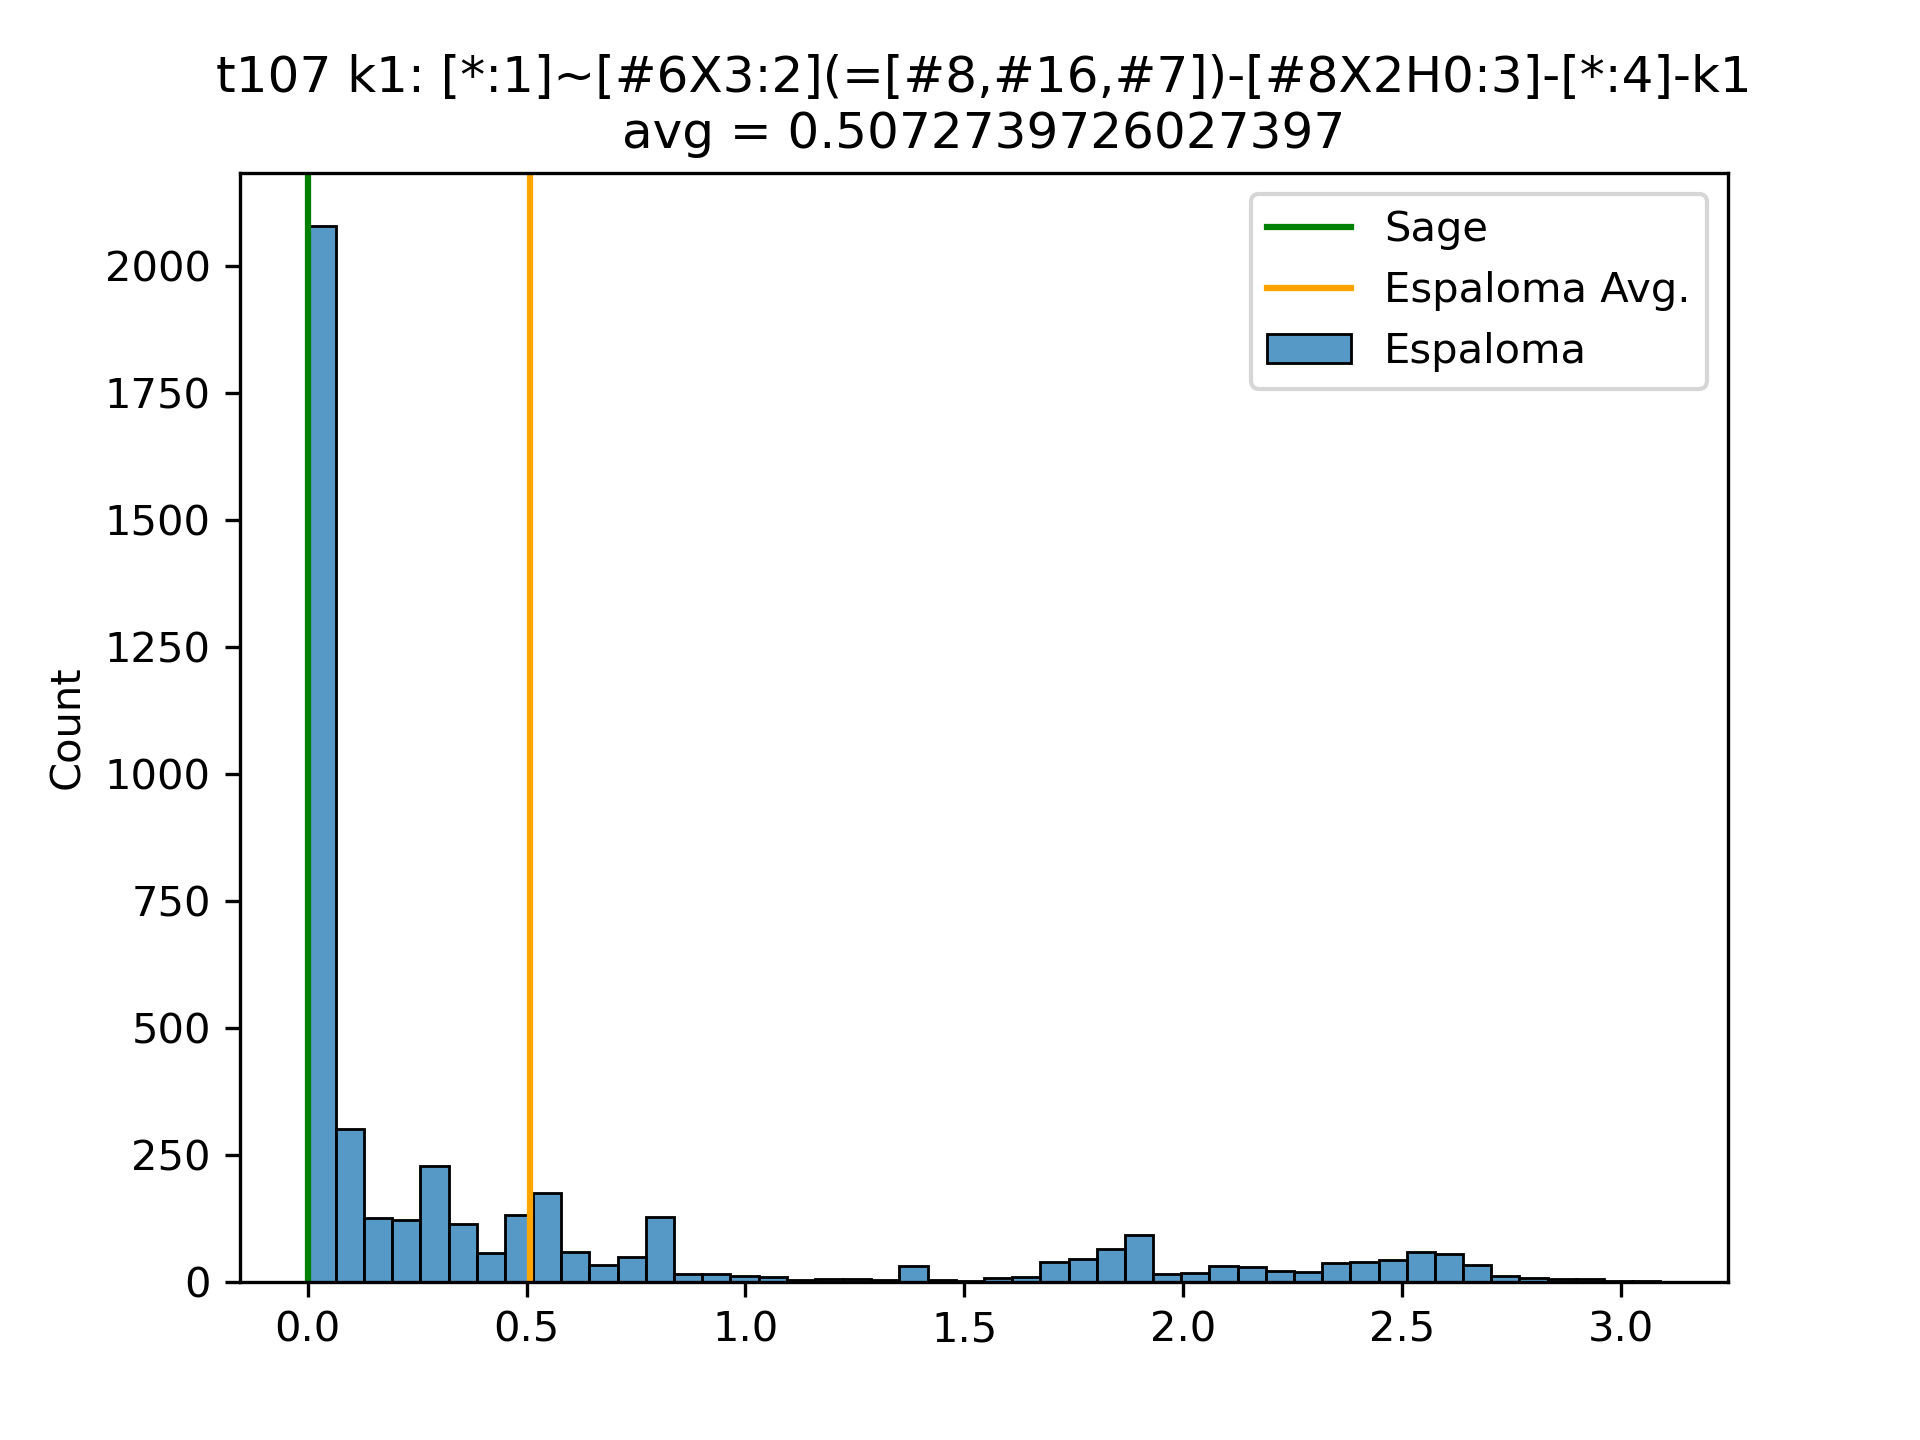 t107 k1: [*:1]~[#6X3:2](=[#8,#16,#7])-[#8X2H0:3]-[*:4]-k1
avg = 0.5072739726027397
Sage
Espaloma Avg.
Espaloma
Count
2000
1750
1500
1250
1000
750
500
250
0
0.0 0.5 1.0 1.5 2.0 2.5 3.0